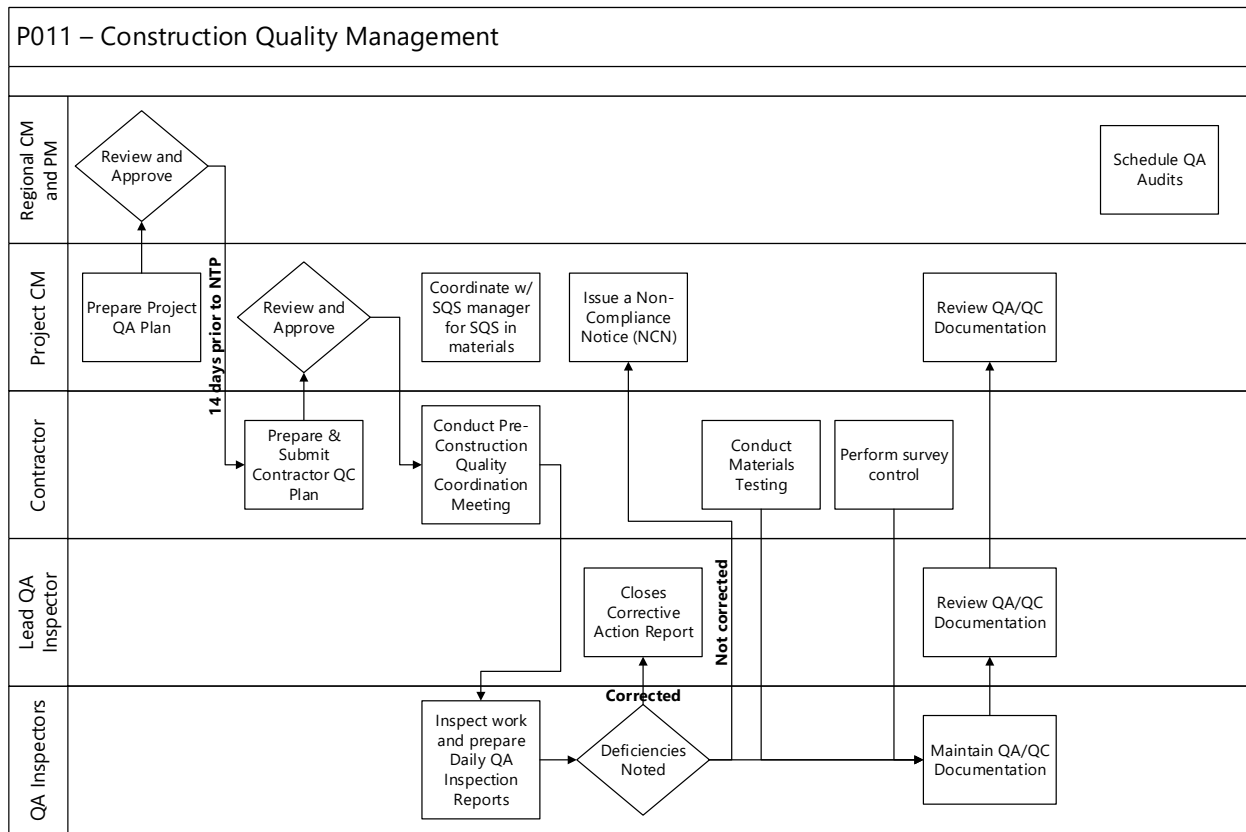 P011 – Construction Quality Management
Regional CM
and PM
Review and
Approve
Schedule QA
Audits
Project CM
Prepare Project
QA Plan
14 days prior to NTP
Review and
Approve
Coordinate w/
SQS manager
for SQS in
materials
Issue a Non-
Compliance
Notice (NCN)
Review QA/QC
Documentation
Contractor
Prepare &
Submit
Contractor QC
Plan
Conduct Pre-
Construction
Quality
Coordination
Meeting
Conduct
Materials
Testing
Perform survey
control
Lead QA
Inspector
Closes
Corrective
Action Report
Not corrected
Review QA/QC
Documentation
Corrected
QA Inspectors
Inspect work
and prepare
Daily QA
Inspection
Reports
Deficiencies
Noted
Maintain QA/QC
Documentation